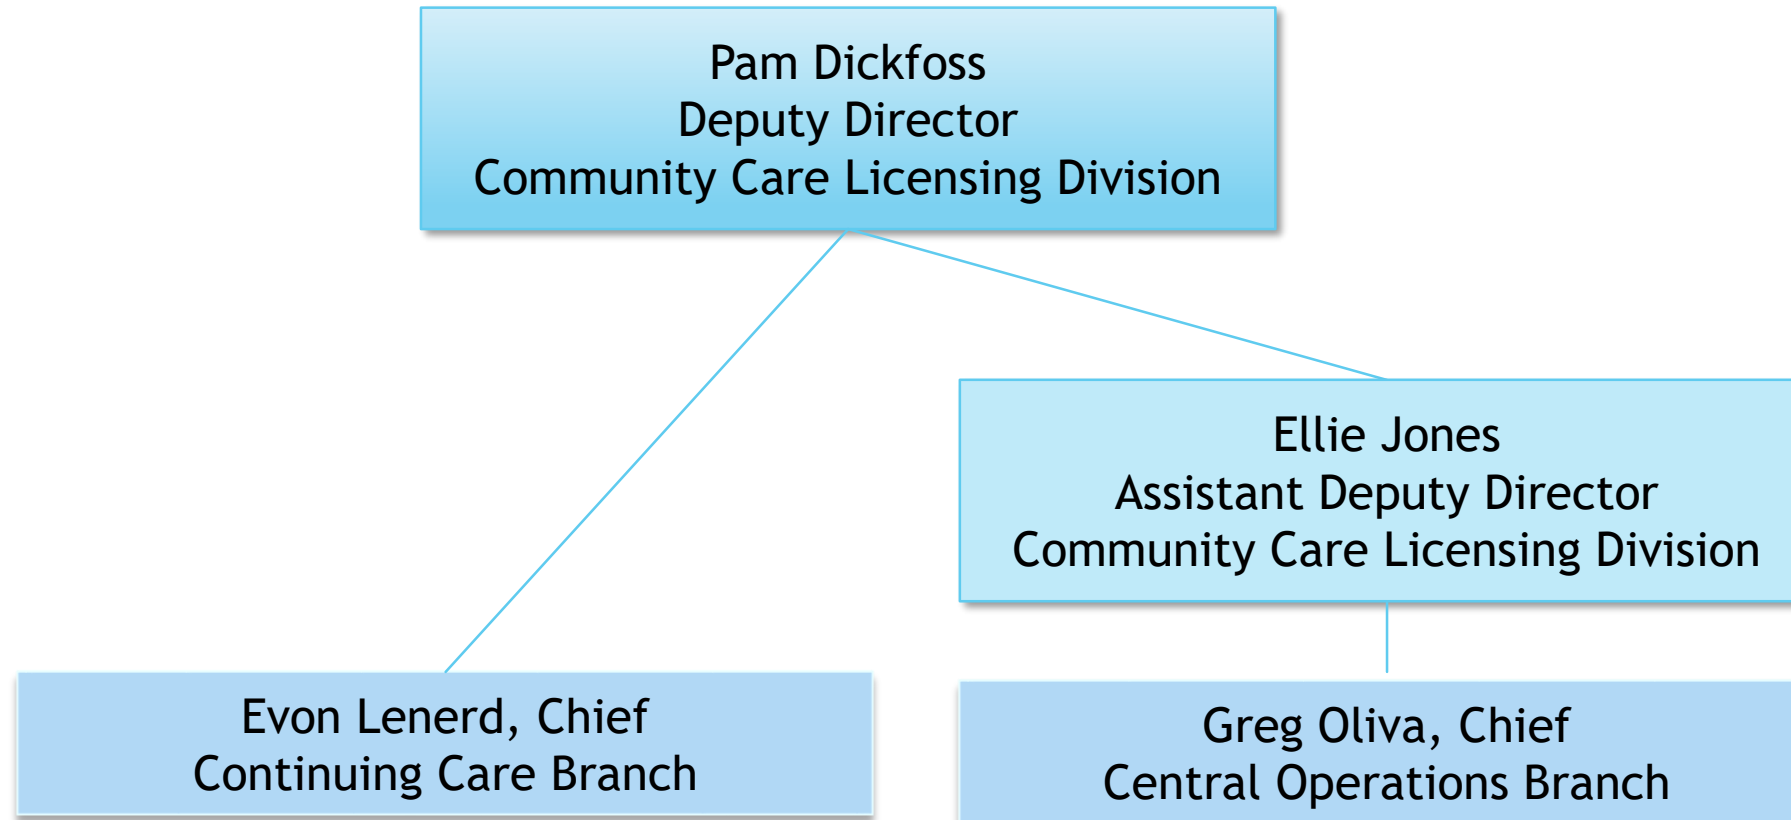 Pam Dickfoss
Deputy Director
Community Care Licensing Division
Ellie Jones
Assistant Deputy Director
Community Care Licensing Division
Evon Lenerd, Chief
Continuing Care Branch
Greg Oliva, Chief
Central Operations Branch